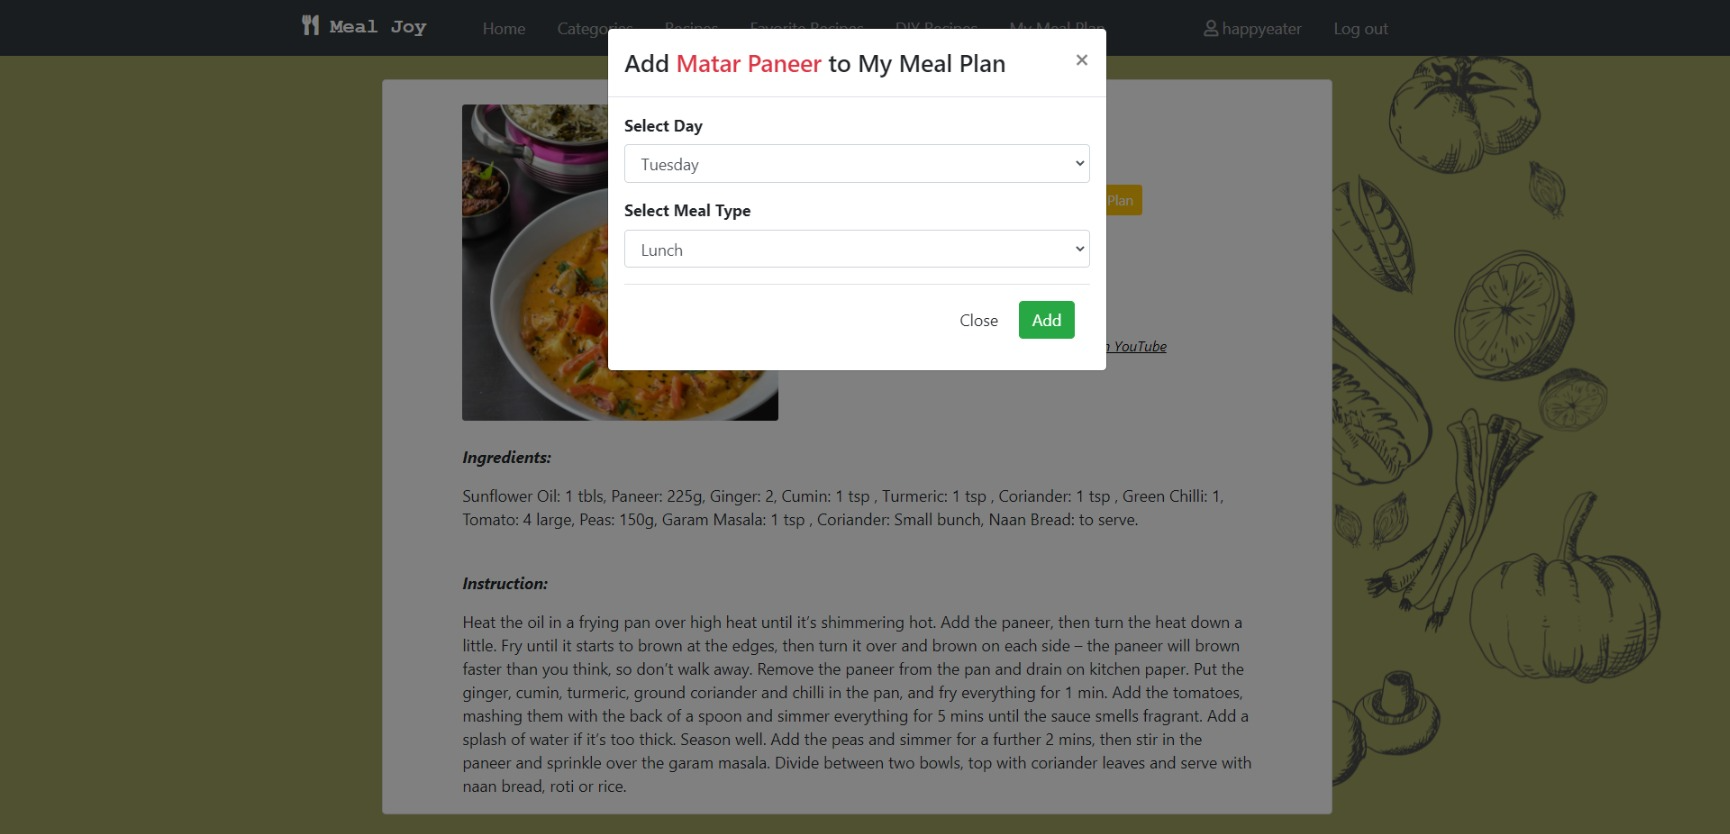 Meal Joy
Home Categories Recipes Favorite Recipes DIY Recipes My Meal Plan happyeater Log out
Add Matar Paneer to My Meal Plan ×
Select Day
Tuesday
Select Meal Type
Lunch
Plan
Close Add
YouTube
Ingredients:
Sunflower Oil: 1 tbls, Paneer: 225g, Ginger: 2, Cumin: 1 tsp , Turmeric: 1 tsp , Coriander: 1 tsp , Green Chilli: 1,
Tomato: 4 large, Peas: 150g, Garam Masala: 1 tsp , Coriander: Small bunch, Naan Bread: to serve.
Instruction:
Heat the oil in a frying pan over high heat until it’s shimmering hot. Add the paneer, then turn the heat down a
little. Fry until it starts to brown at the edges, then turn it over and brown on each side – the paneer will brown
faster than you think, so don’t walk away. Remove the paneer from the pan and drain on kitchen paper. Put the
ginger, cumin, turmeric, ground coriander and chilli in the pan, and fry everything for 1 min. Add the tomatoes,
mashing them with the back of a spoon and simmer everything for 5 mins until the sauce smells fragrant. Add a
splash of water if it’s too thick. Season well. Add the peas and simmer for a further 2 mins, then stir in the
paneer and sprinkle over the garam masala. Divide between two bowls, top with coriander leaves and serve with
naan bread, roti or rice.